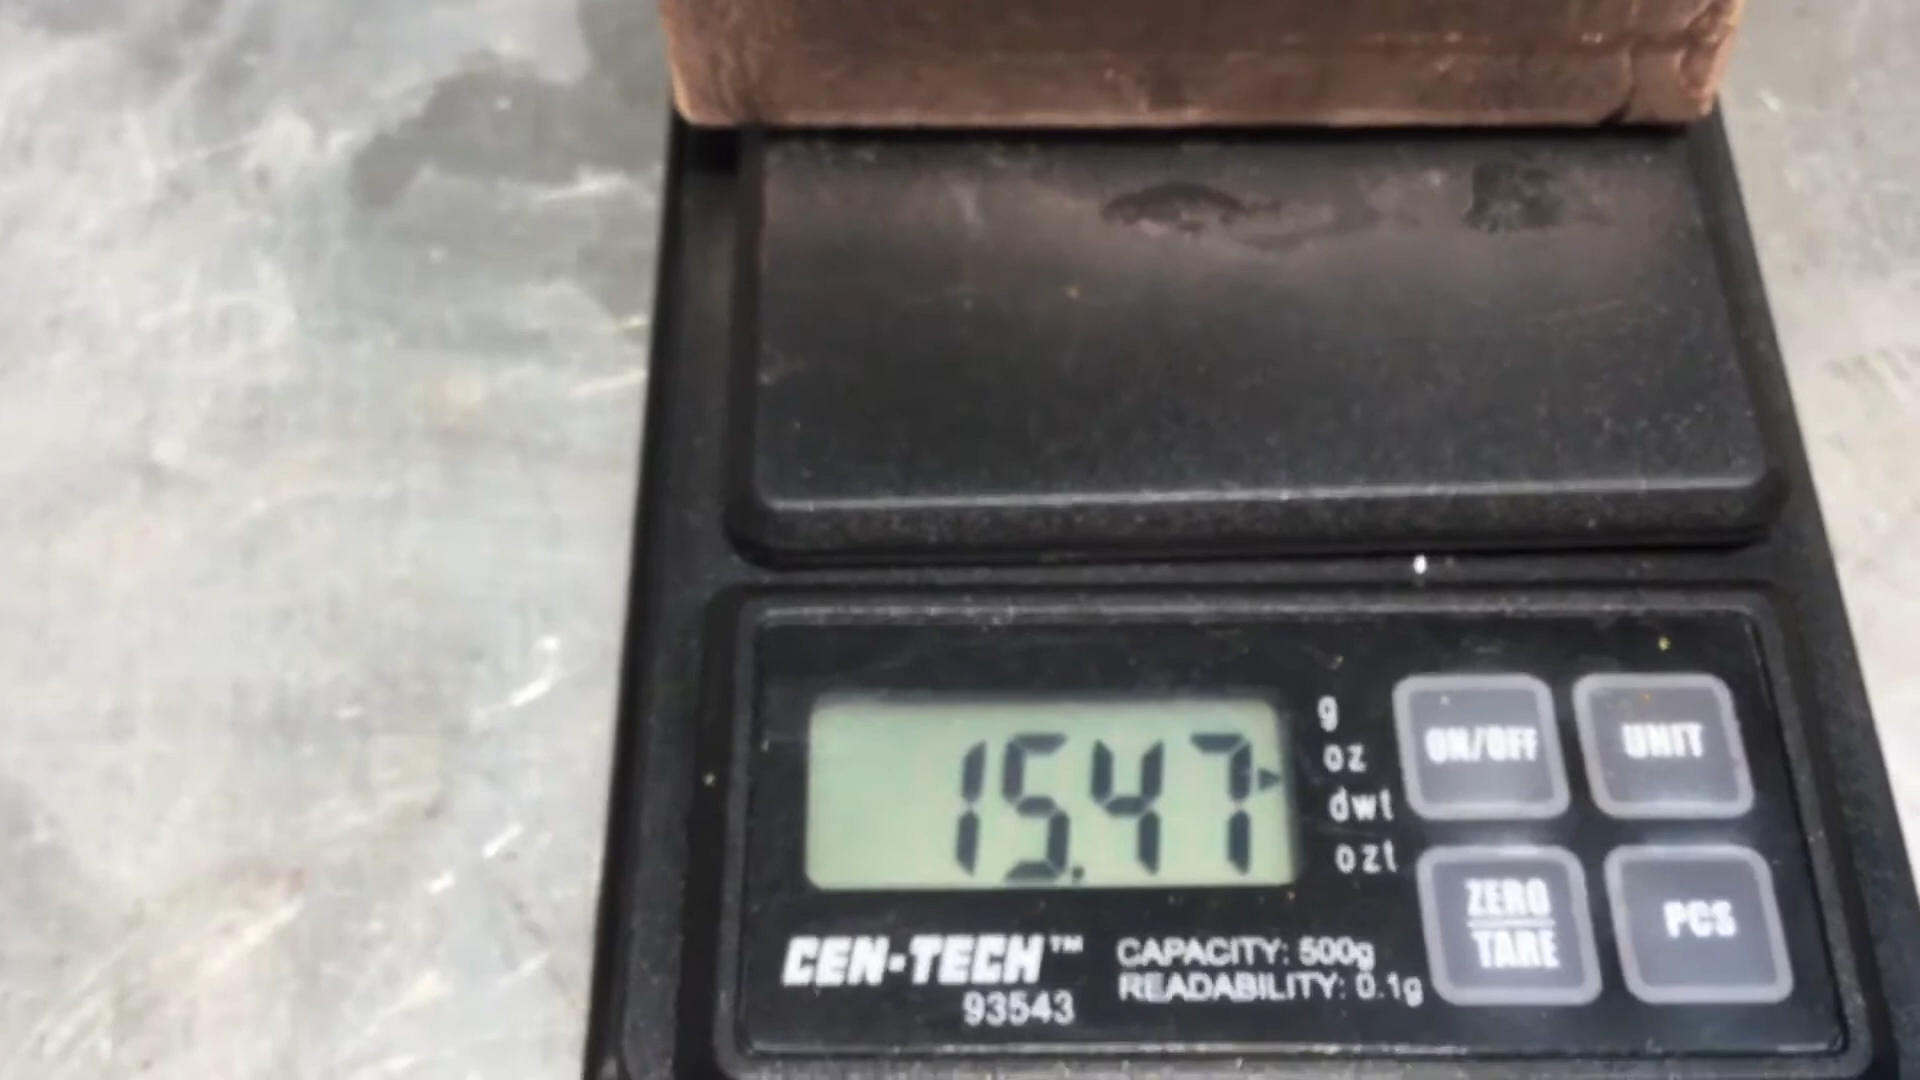 15.47
g
oz
dwt
ozt
ON/OFF
UNIT
ZERO
TARE
PCS
CEN-TECH™
93543
CAPACITY: 500g
READABILITY: 0.1g